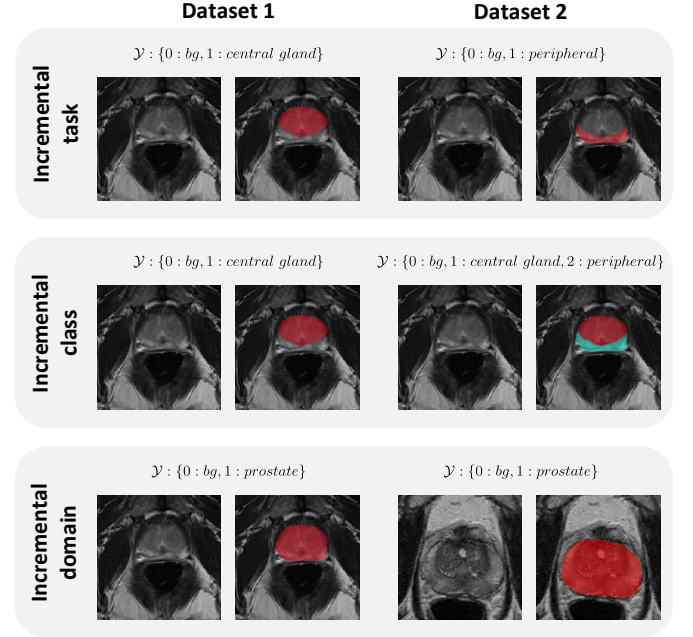 Dataset 1
Dataset 2
Incremental task
𝒴 : {0 : bg, 1 : central gland}
𝒴 : {0 : bg, 1 : peripheral}
Incremental class
𝒴 : {0 : bg, 1 : central gland}
𝒴 : {0 : bg, 1 : central gland, 2 : peripheral}
Incremental domain
𝒴 : {0 : bg, 1 : prostate}
𝒴 : {0 : bg, 1 : prostate}